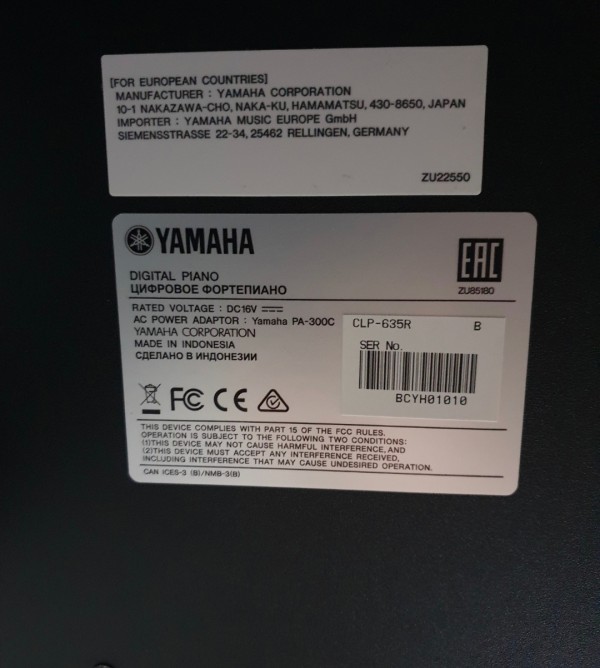 [FOR EUROPEAN COUNTRIES]
MANUFACTURER : YAMAHA CORPORATION
10-1 NAKAZAWA-CHO, NAKA-KU, HAMAMATSU, 430-8650, JAPAN
IMPORTER : YAMAHA MUSIC EUROPE GmbH
SIEMENSSTRASSE 22-34, 25462 RELLINGEN, GERMANY
ZU22550
YAMAHA
EAC
DIGITAL PIANO
ЦИФРОВОЕ ФОРТЕПИАНО
ZU85180
RATED VOLTAGE : DC16V
AC POWER ADAPTOR : Yamaha PA-300C
YAMAHA CORPORATION
MADE IN INDONESIA
СДЕЛАНО В ИНДОНЕЗИИ
CLP-635R B
SER No.
BCYH01010
FC CE
THIS DEVICE COMPLIES WITH PART 15 OF THE FCC RULES.
OPERATION IS SUBJECT TO THE FOLLOWING TWO CONDITIONS:
(1)THIS DEVICE MAY NOT CAUSE HARMFUL INTERFERENCE, AND
(2)THIS DEVICE MUST ACCEPT ANY INTERFERENCE RECEIVED,
INCLUDING INTERFERENCE THAT MAY CAUSE UNDESIRED OPERATION.
CAN ICES-3 (B)/NMB-3(B)